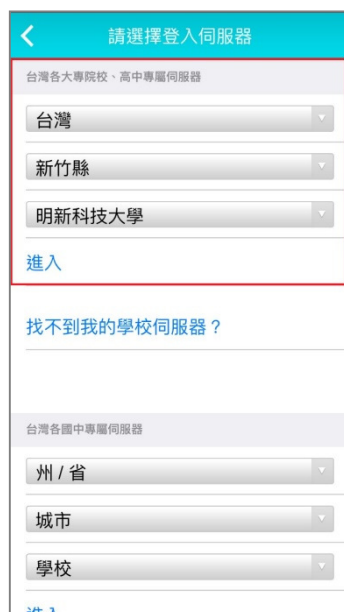 請選擇登入伺服器
台灣各大專院校、高中專屬伺服器
台灣
新竹縣
明新科技大學
進入
找不到我的學校伺服器？
台灣各國中專屬伺服器
州 / 省
城市
學校
進入